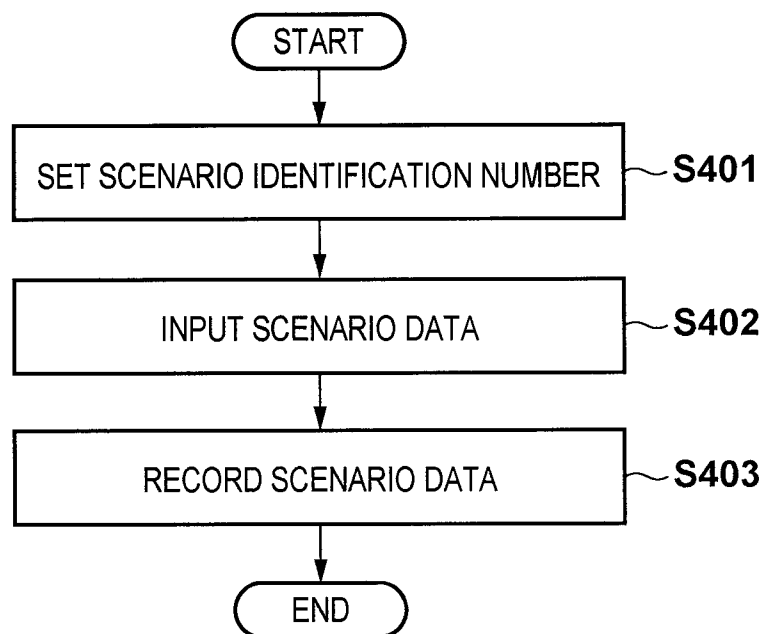 START
SET SCENARIO IDENTIFICATION NUMBER S401
INPUT SCENARIO DATA S402
RECORD SCENARIO DATA S403
END